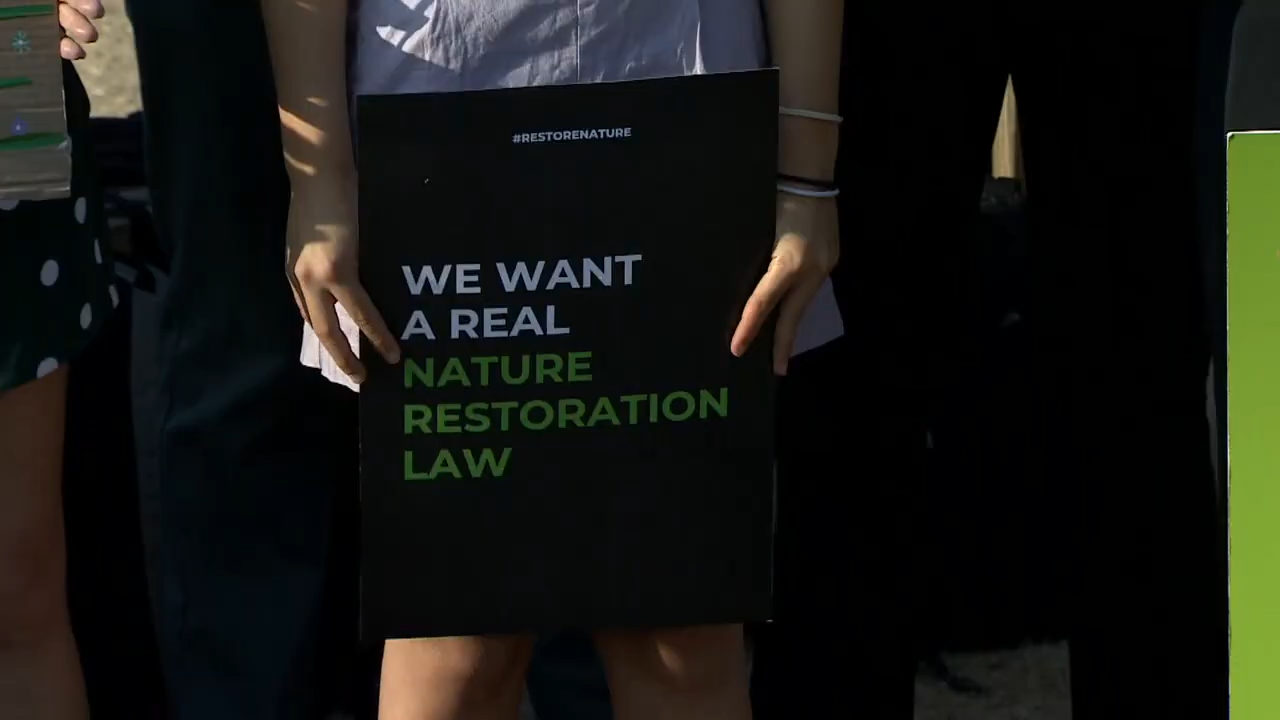 #RESTORENATURE
WE WANT
A REAL
NATURE
RESTORATION
LAW